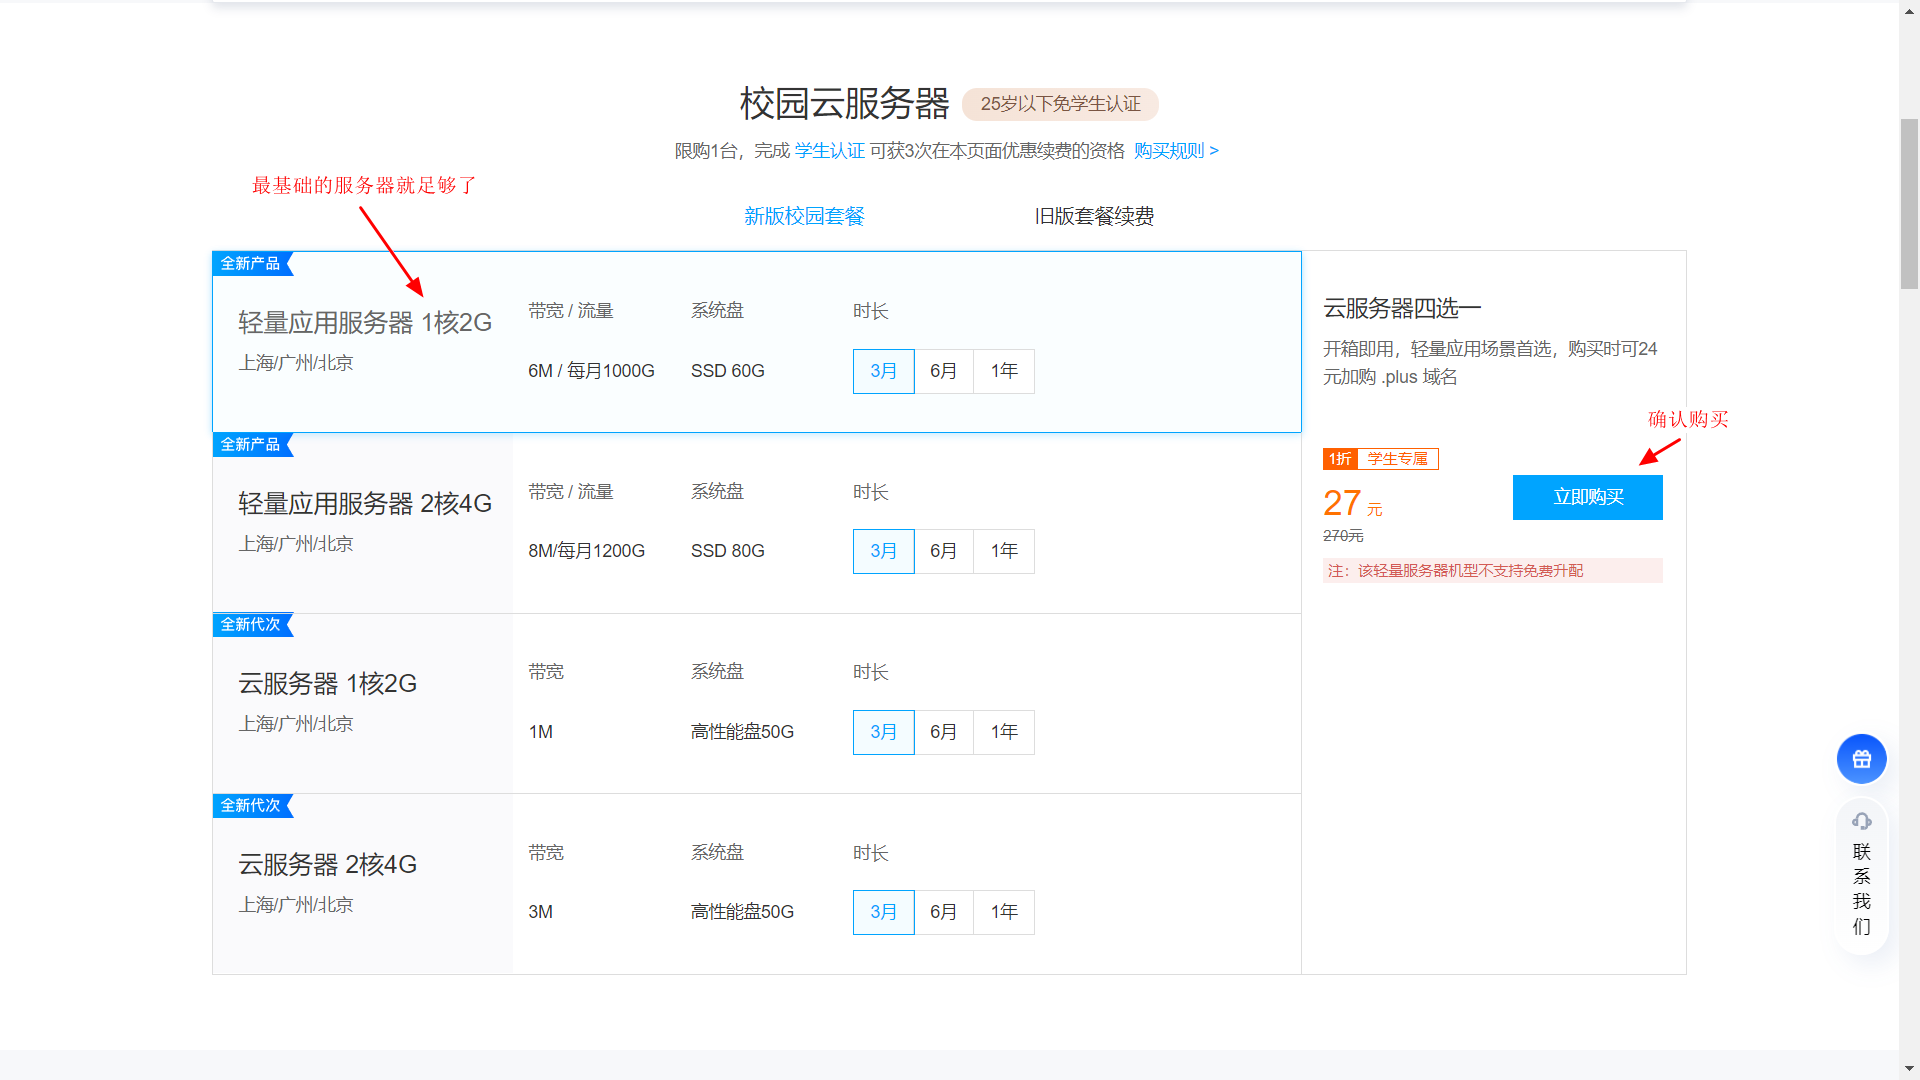 校园云服务器 25岁以下免学生认证
限购1台，完成 学生认证 可获3次在本页面优惠续费的资格 购买规则 >
最基础的服务器就足够了
新版校园套餐 旧版套餐续费
全新产品
轻量应用服务器 1核2G
上海/广州/北京
带宽 / 流量 系统盘 时长
6M / 每月1000G SSD 60G 3月 6月 1年
全新产品
轻量应用服务器 2核4G
上海/广州/北京
带宽 / 流量 系统盘 时长
8M/每月1200G SSD 80G 3月 6月 1年
全新代次
云服务器 1核2G
上海/广州/北京
带宽 系统盘 时长
1M 高性能盘50G 3月 6月 1年
全新代次
云服务器 2核4G
上海/广州/北京
带宽 系统盘 时长
3M 高性能盘50G 3月 6月 1年
云服务器四选一
开箱即用，轻量应用场景首选，购买时可24
元加购 .plus 域名
确认购买
1折 学生专属
27 元
立即购买
270元
注：该轻量服务器机型不支持免费升配
联
系
我
们